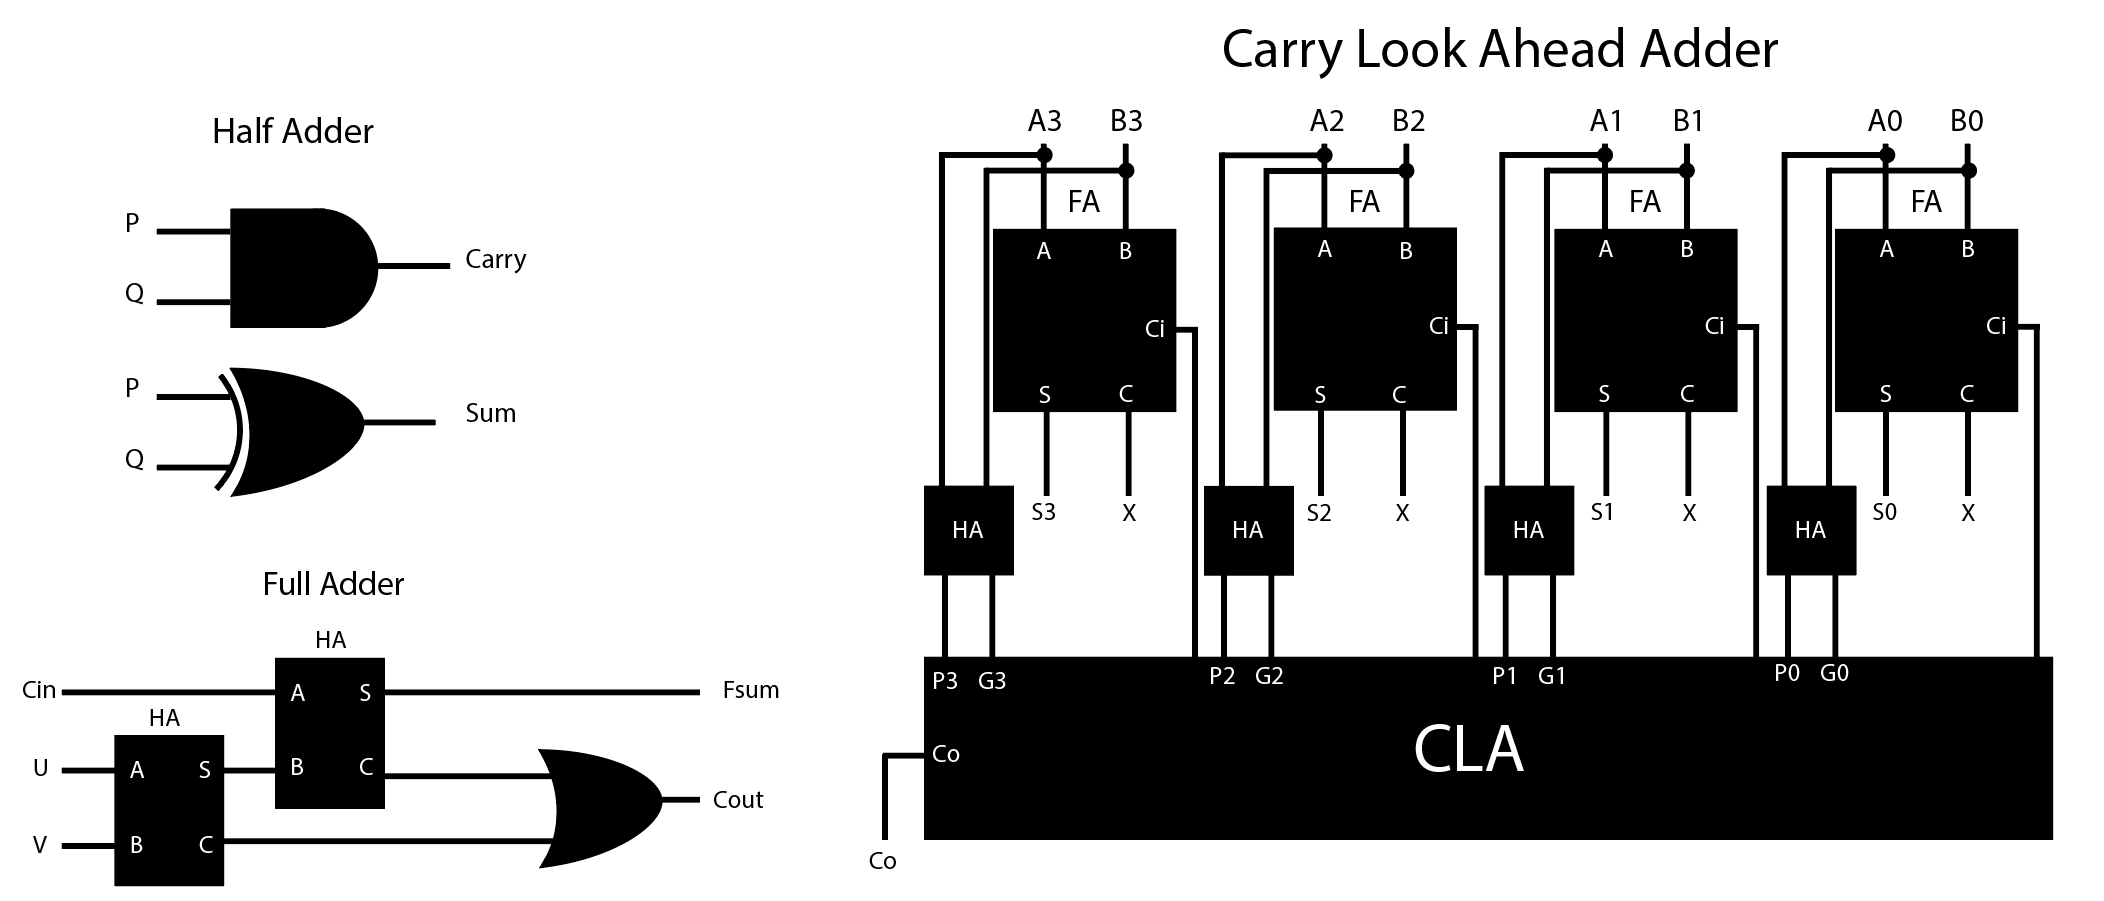 Carry Look Ahead Adder
Half Adder
P
Q
Carry
P
Q
Sum
Full Adder
HA
Cin
A
S
Fsum
HA
U
A
S
B
C
V
B
C
Cout
A3 B3 A2 B2 A1 B1 A0 B0
FA FA FA FA
A B A B A B A B
Ci Ci Ci Ci
S C S C S C S C
S3 X S2 X S1 X S0 X
HA HA HA HA
P3 G3 P2 G2 P1 G1 P0 G0
Co
CLA
Co